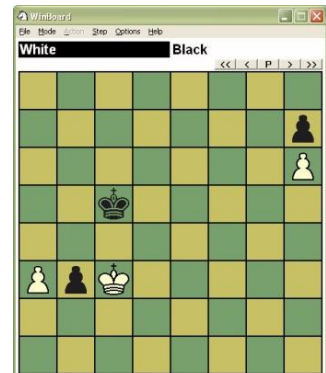 WinBoard
File Mode Action Step Options Help
White Black
<< < P > >>